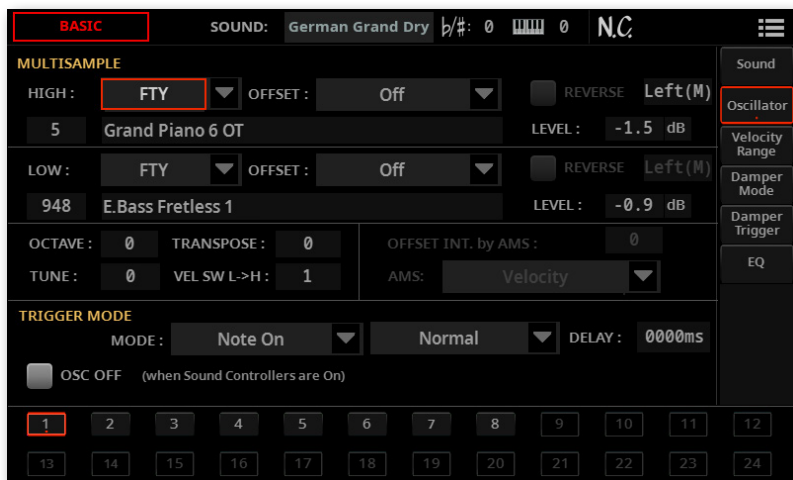 BASIC SOUND: German Grand Dry b/#: 0 0 N.C.
MULTISAMPLE
Sound
HIGH : FTY OFFSET : Off REVERSE Left(M)
Oscillator
5 Grand Piano 6 OT LEVEL : -1.5 dB
Velocity Range
LOW : FTY OFFSET : Off REVERSE Left(M)
Damper Mode
948 E.Bass Fretless 1 LEVEL : -0.9 dB
Damper Trigger
OCTAVE : 0 TRANSPOSE : 0 OFFSET INT. by AMS : 0
EQ
TUNE : 0 VEL SW L->H : 1 AMS: Velocity
TRIGGER MODE
MODE : Note On Normal DELAY : 0000ms
OSC OFF (when Sound Controllers are On)
1 2 3 4 5 6 7 8 9 10 11 12
13 14 15 16 17 18 19 20 21 22 23 24